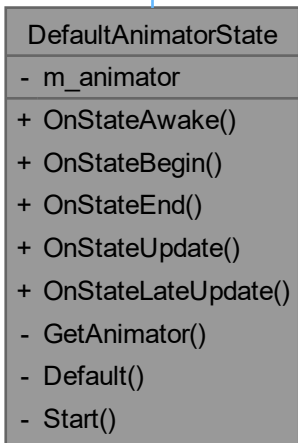 DefaultAnimatorState
- m_animator
+ OnStateAwake()
+ OnStateBegin()
+ OnStateEnd()
+ OnStateUpdate()
+ OnStateLateUpdate()
- GetAnimator()
- Default()
- Start()